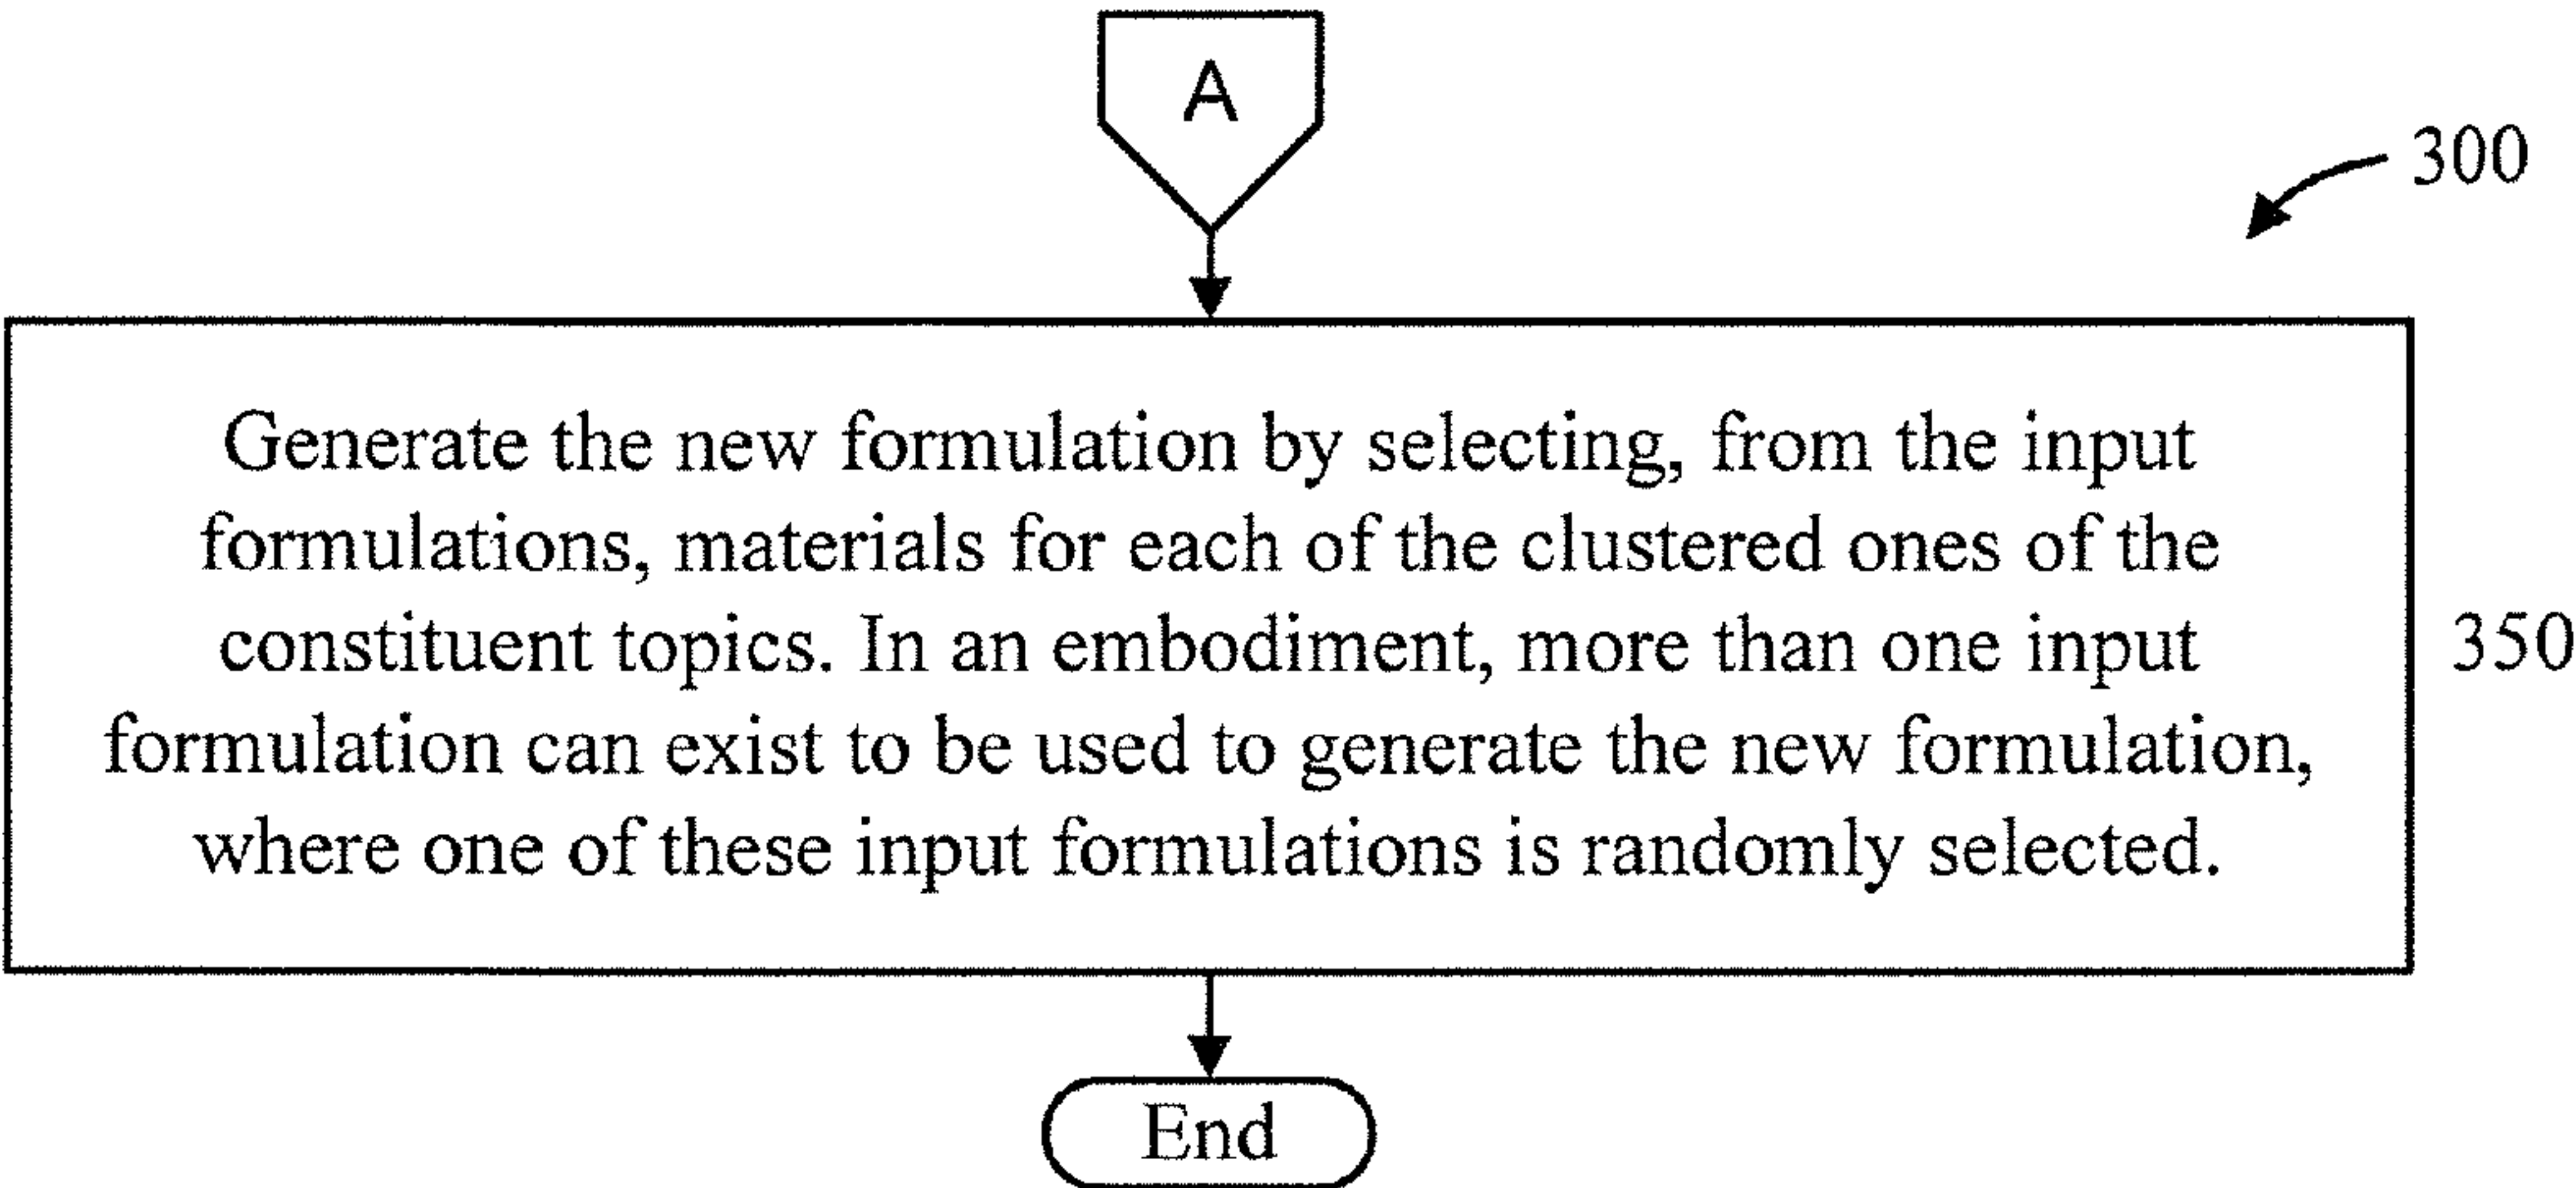 A
300
Generate the new formulation by selecting, from the input
formulations, materials for each of the clustered ones of the
constituent topics. In an embodiment, more than one input
formulation can exist to be used to generate the new formulation,
where one of these input formulations is randomly selected.
350
End